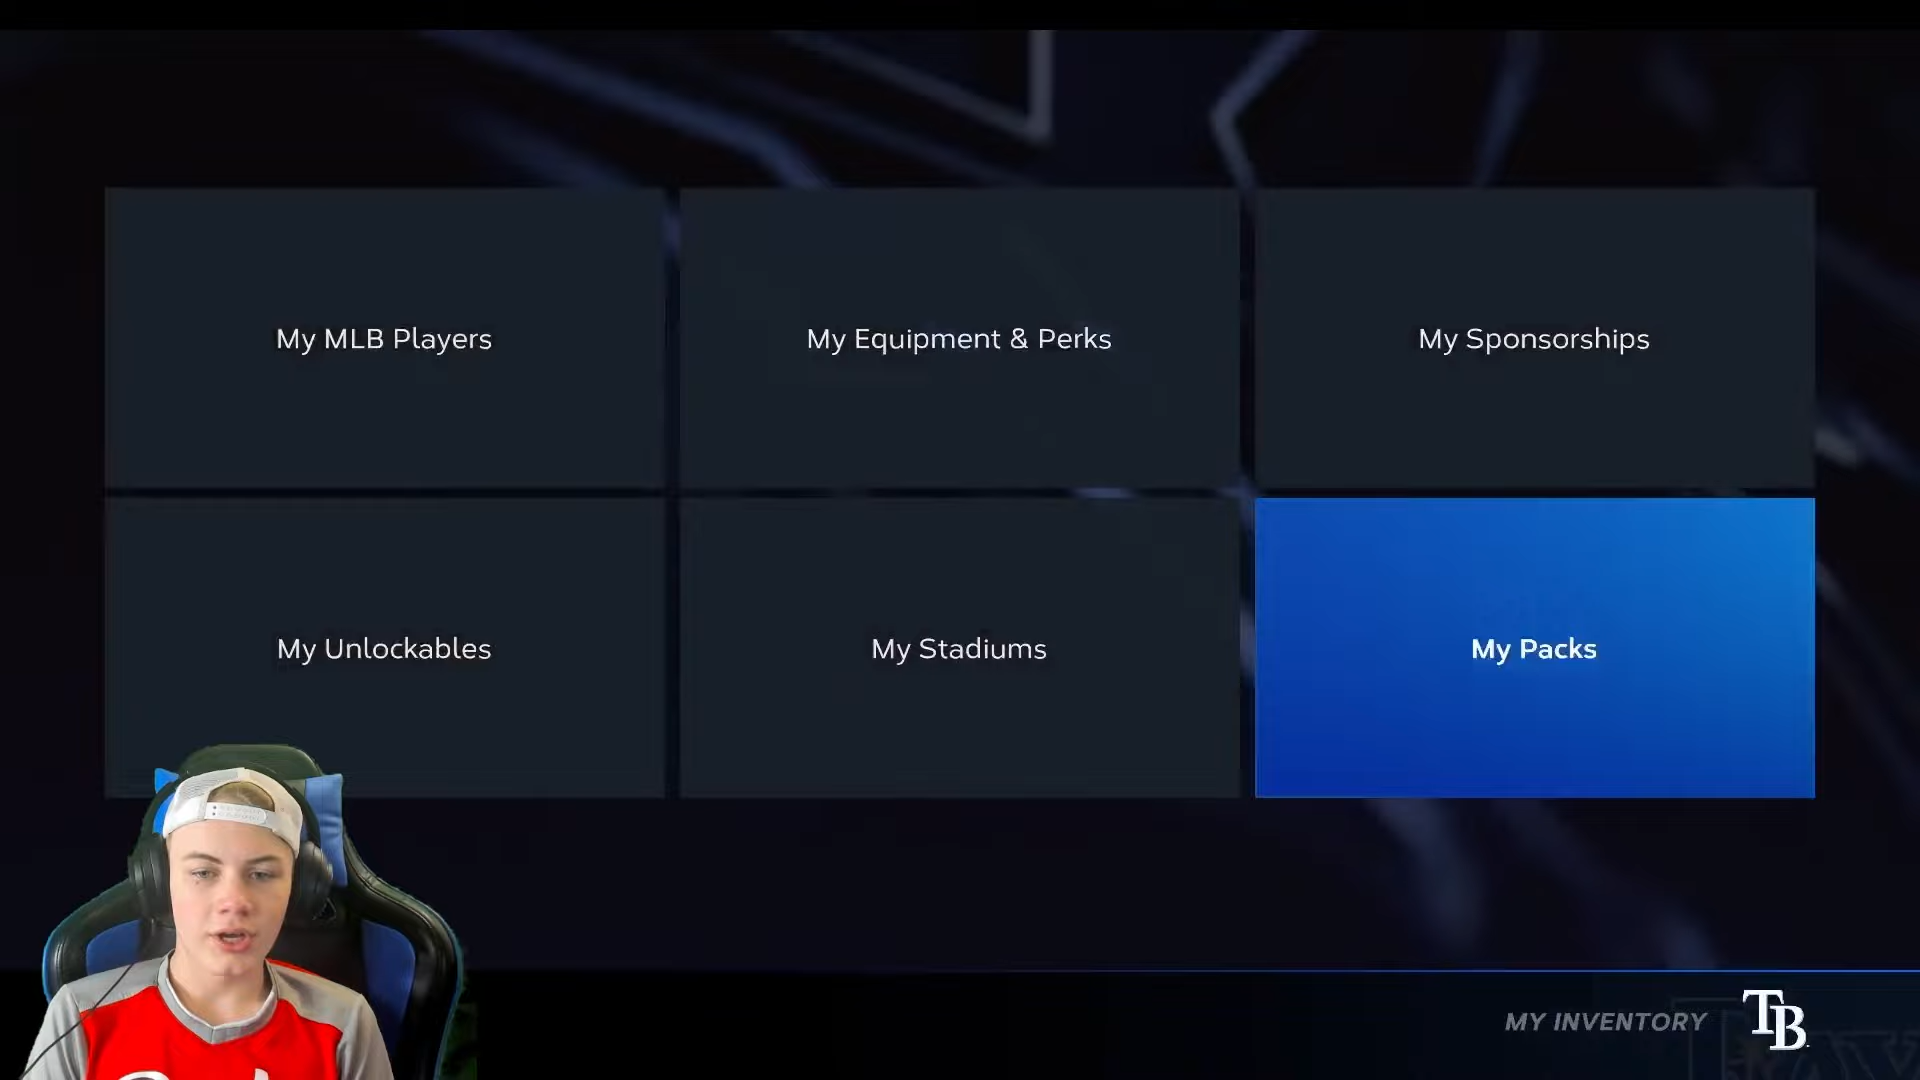 My MLB Players
My Equipment & Perks
My Sponsorships
My Unlockables
My Stadiums
My Packs
MY INVENTORY
TB